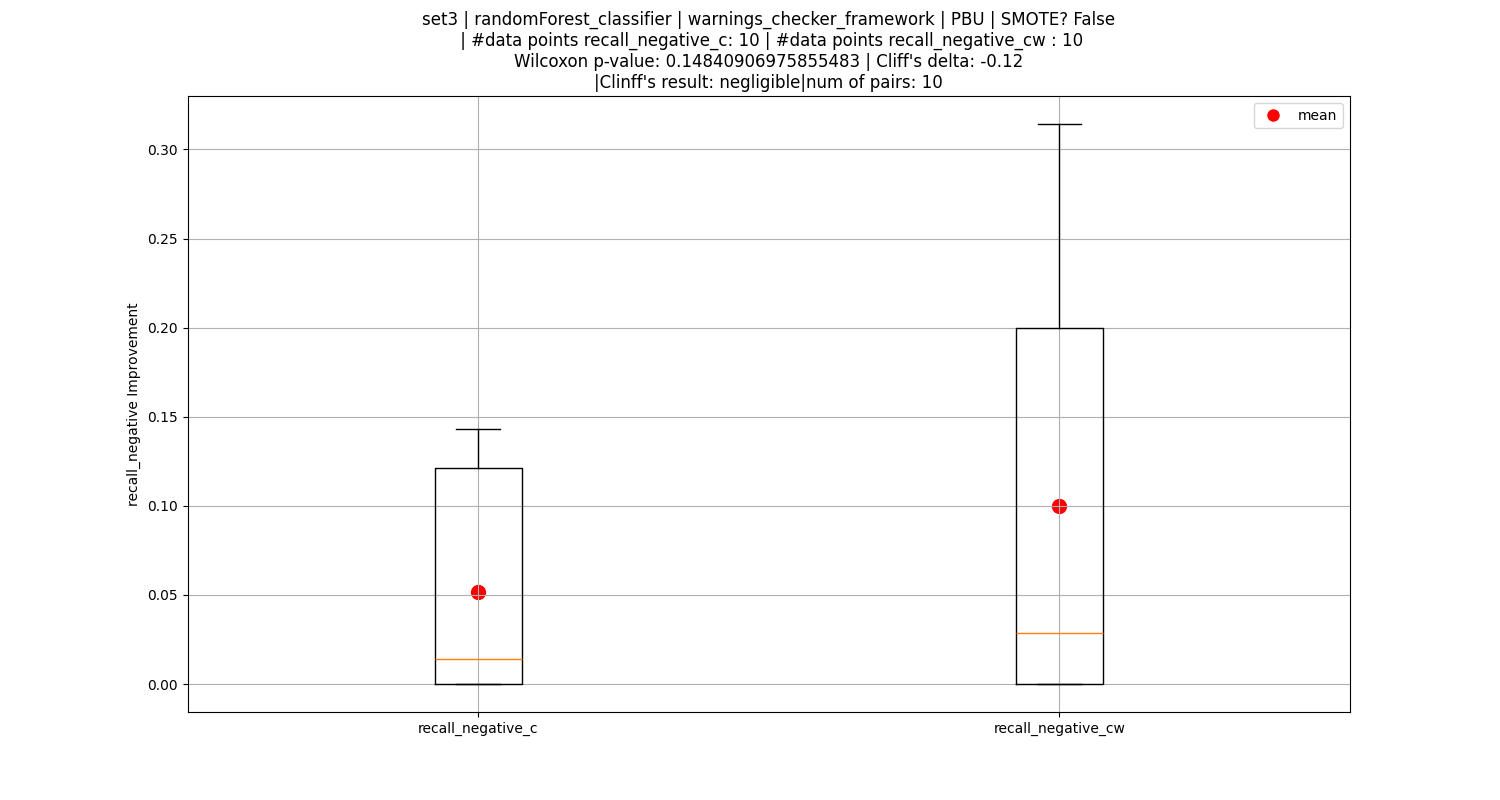 set3 | randomForest_classifier | warnings_checker_framework | PBU | SMOTE? False
| #data points recall_negative_c: 10 | #data points recall_negative_cw : 10
Wilcoxon p-value: 0.14840906975855483 | Cliff's delta: -0.12
|Clinff's result: negligible|num of pairs: 10
mean
0.30
0.25
0.20
0.15
0.10
0.05
0.00
recall_negative Improvement
recall_negative_c
recall_negative_cw